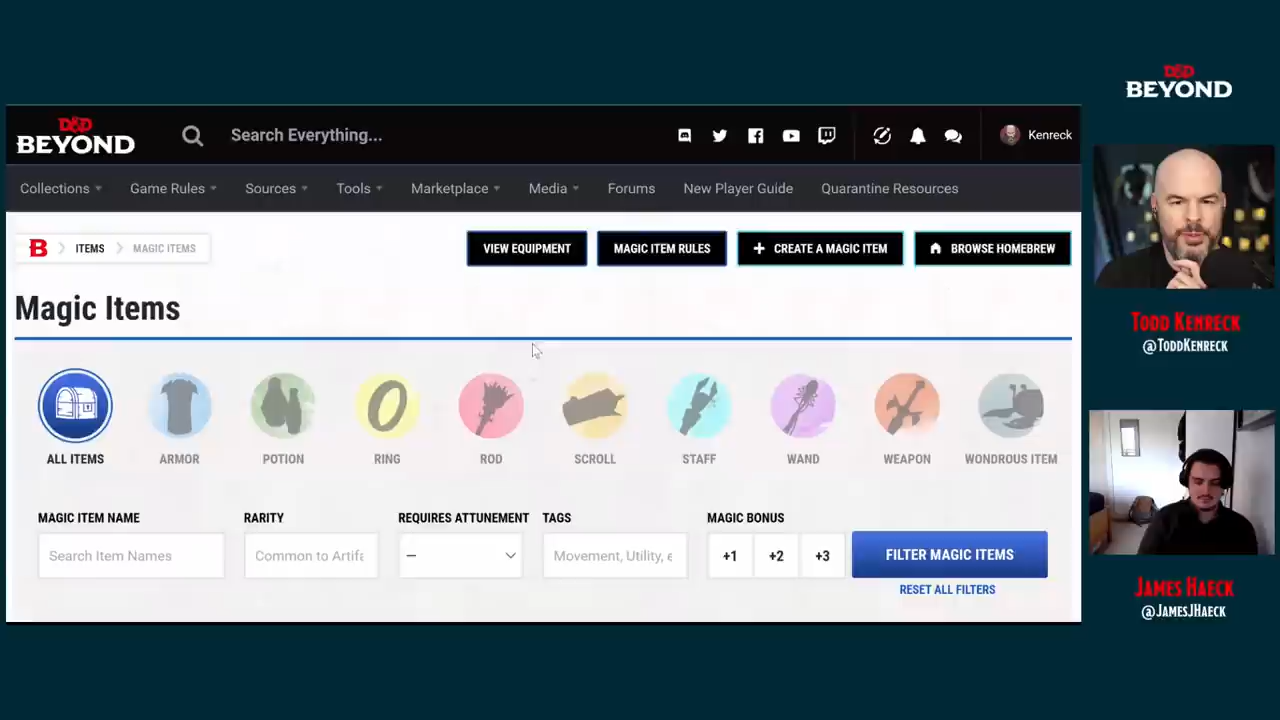 D&D
BEYOND
Search Everything...
Kenreck
Collections
Game Rules
Sources
Tools
Marketplace
Media
Forums
New Player Guide
Quarantine Resources
B
ITEMS
MAGIC ITEMS
VIEW EQUIPMENT
MAGIC ITEM RULES
+ CREATE A MAGIC ITEM
BROWSE HOMEBREW
Magic Items
ALL ITEMS
ARMOR
POTION
RING
ROD
SCROLL
STAFF
WAND
WEAPON
WONDROUS ITEM
MAGIC ITEM NAME
RARITY
REQUIRES ATTUNEMENT
TAGS
MAGIC BONUS
Search Item Names
Common to Artif
—
Movement, Utility, e
+1
+2
+3
FILTER MAGIC ITEMS
RESET ALL FILTERS
D&D
BEYOND
TODD KENRECK
@TODDKENRECK
JAMES HAECK
@JAMESJHAECK